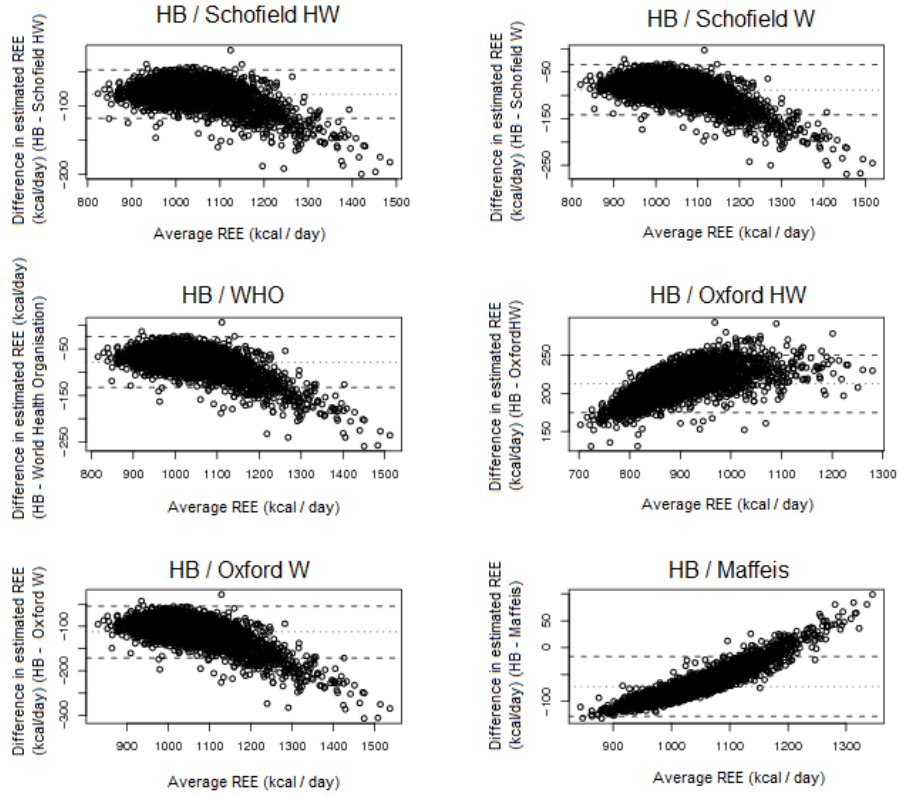 HB / Schofield HW
Difference in estimated REE
(kcal/day) (HB - Schofield HW)
-100
-200
800 900 1000 1100 1200 1300 1400 1500
Average REE (kcal / day)
HB / Schofield W
Difference in estimated REE
(kcal/day) (HB - Schofield W)
-50
-150
-250
800 900 1000 1100 1200 1300 1400 1500
Average REE (kcal / day)
HB / WHO
Difference in estimated REE (kcal/day)
(HB - World Health Organisation)
-50
-150
-250
800 900 1000 1100 1200 1300 1400 1500
Average REE (kcal / day)
HB / Oxford HW
Difference in estimated REE
(kcal/day) (HB - OxfordHW)
250
200
150
700 800 900 1000 1100 1200 1300
Average REE (kcal / day)
HB / Oxford W
Difference in estimated REE
(kcal/day) (HB - Oxford W)
-100
-200
-300
900 1000 1100 1200 1300 1400 1500
Average REE (kcal / day)
HB / Maffeis
Difference in estimated REE
(kcal/day) (HB - Maffeis)
50
0
- 100
900 1000 1100 1200 1300
Average REE (kcal / day)